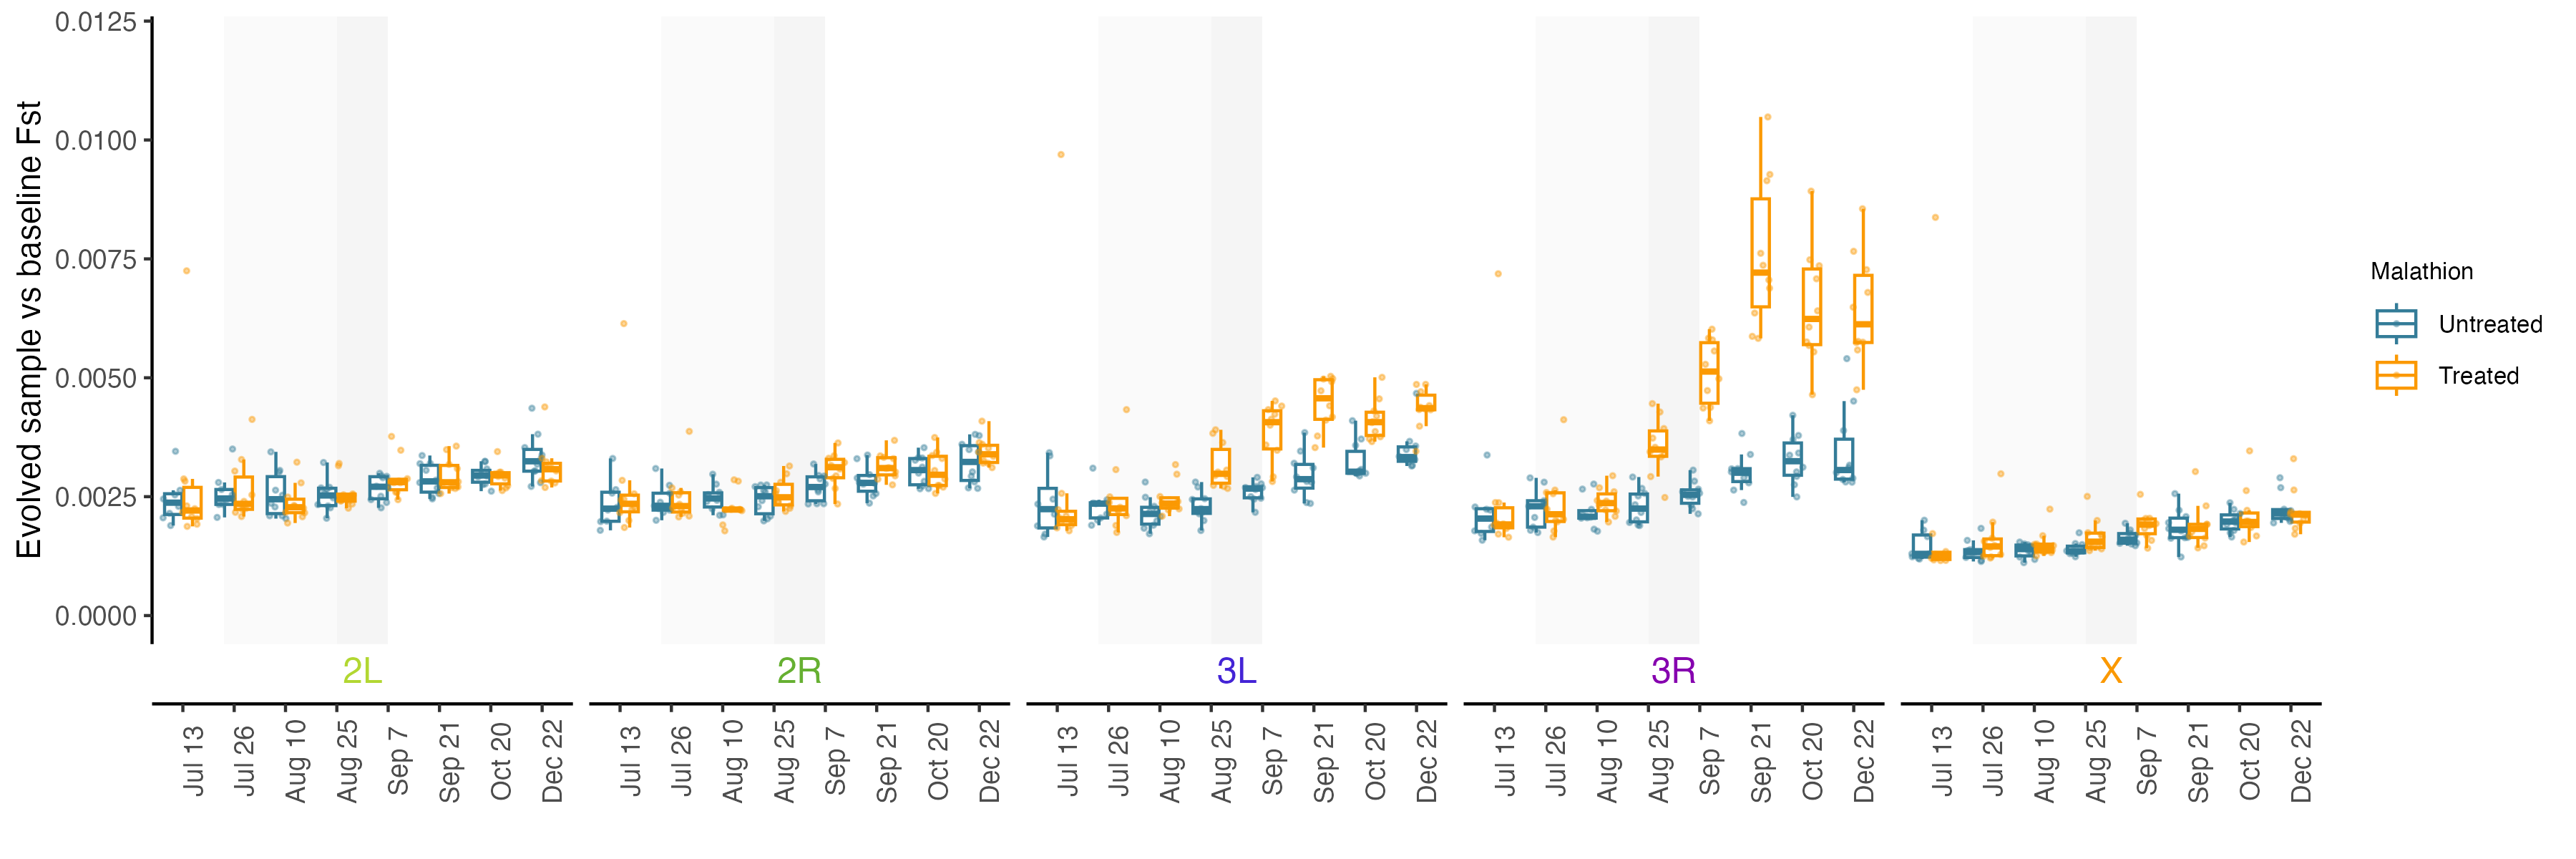 Evolved sample vs baseline Fst
0.0125
0.0100
0.0075
0.0050
0.0025
0.0000
2L 2R 3L 3R X
Jul 13 Jul 26 Aug 10 Aug 25 Sep 7 Sep 21 Oct 20 Dec 22 Jul 13 Jul 26 Aug 10 Aug 25 Sep 7 Sep 21 Oct 20 Dec 22 Jul 13 Jul 26 Aug 10 Aug 25 Sep 7 Sep 21 Oct 20 Dec 22 Jul 13 Jul 26 Aug 10 Aug 25 Sep 7 Sep 21 Oct 20 Dec 22 Jul 13 Jul 26 Aug 10 Aug 25 Sep 7 Sep 21 Oct 20 Dec 22
Malathion
Untreated
Treated